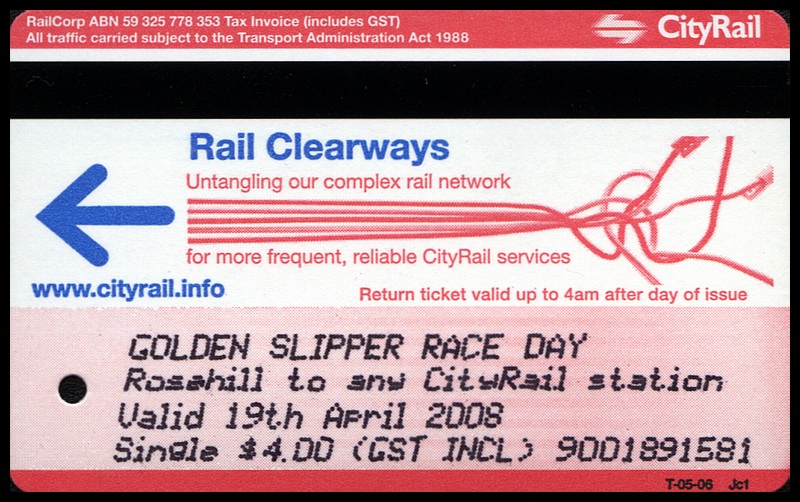 RailCorp ABN 59 325 778 353 Tax Invoice (includes GST)
All traffic carried subject to the Transport Administration Act 1988
CityRail
Rail Clearways
Untangling our complex rail network
for more frequent, reliable CityRail services
www.cityrail.info
Return ticket valid up to 4am after day of issue
GOLDEN SLIPPER RACE DAY
Rosehill to any CityRail station
Valid 19th April 2008
Single $4.00 (GST INCL) 9001891581
T-05-06 Jc1